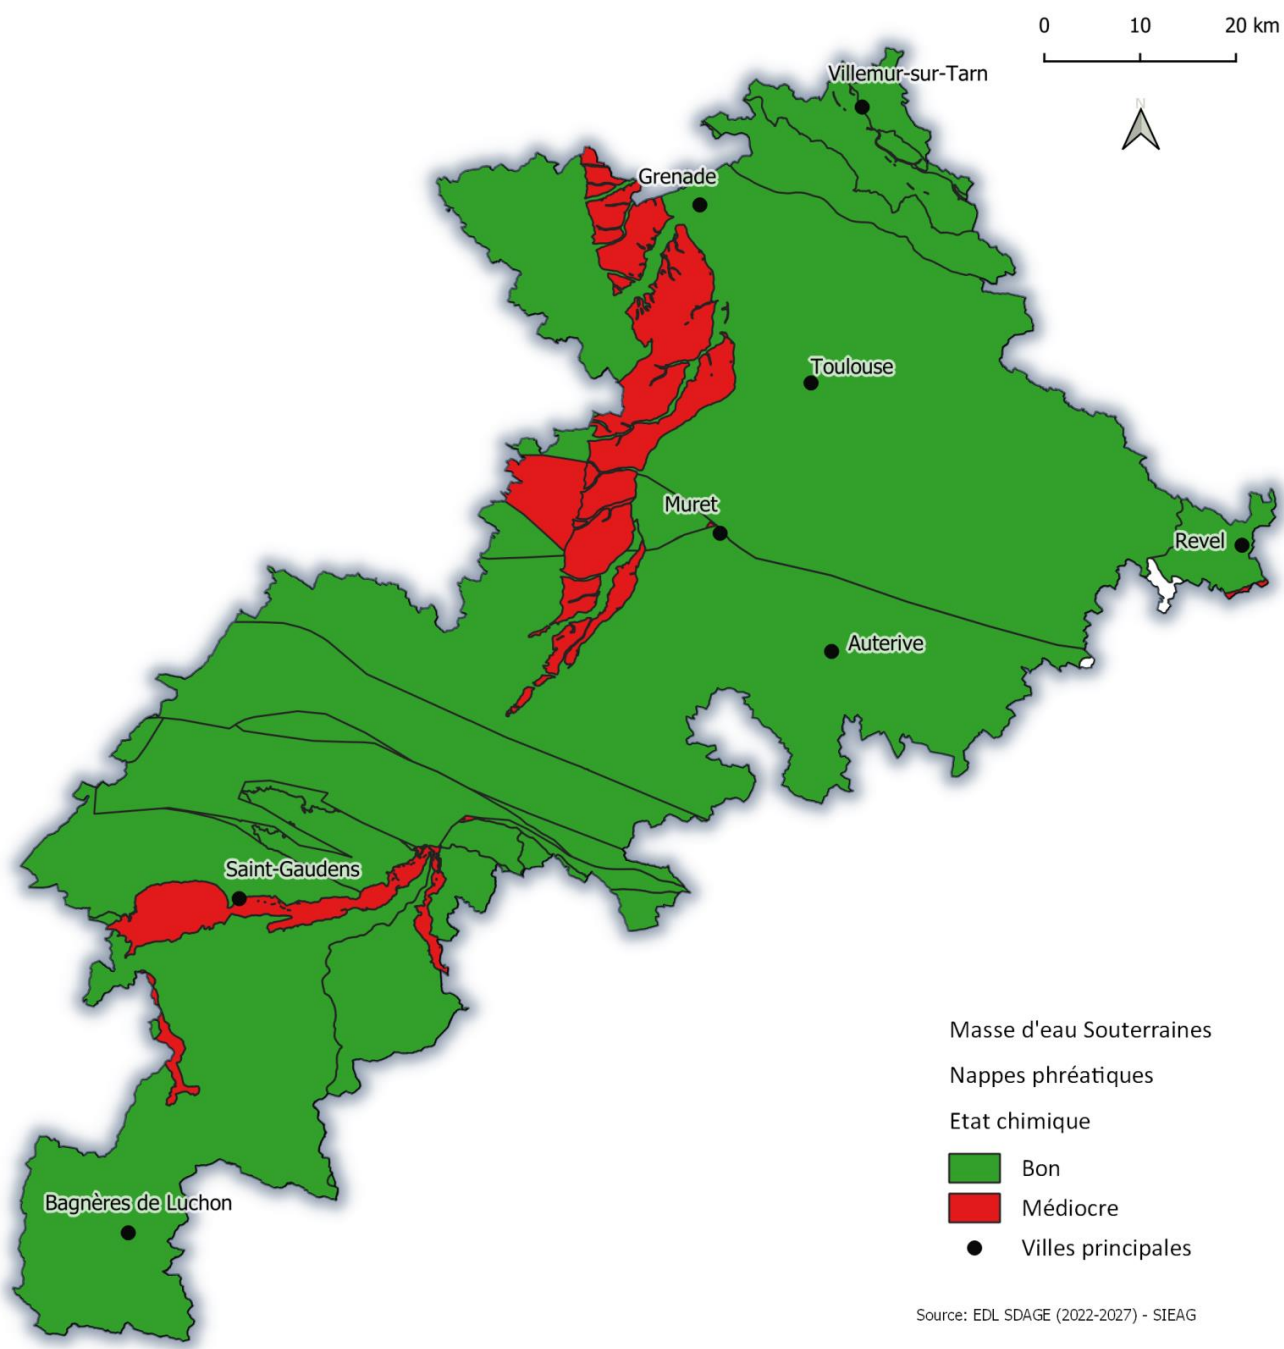 0 10 20 km
Villemur-sur-Tarn
N
Grenade
Toulouse
Muret
Revel
Auterive
Saint-Gaudens
Bagnères de Luchon
Masse d'eau Souterraines
Nappes phréatiques
Etat chimique
Bon
Médiocre
Villes principales
Source: EDL SDAGE (2022-2027) - SIEAG